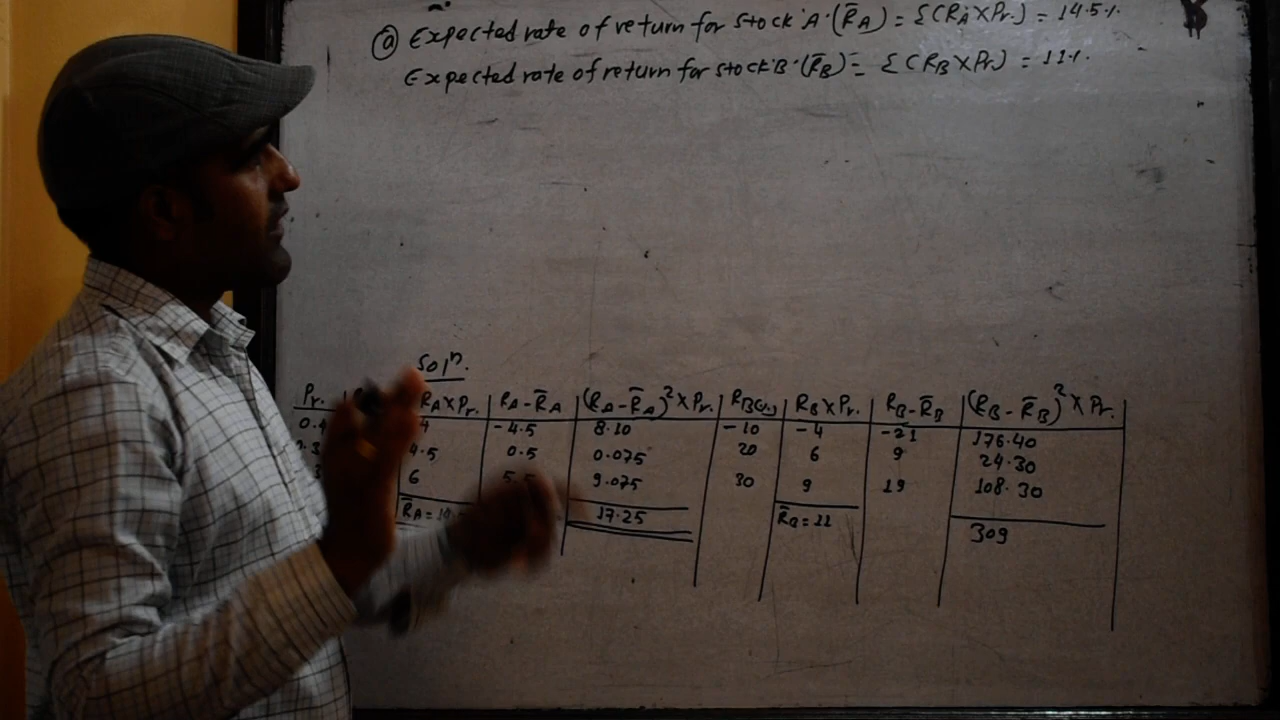 ⓐ Expected rate of return for stock 'A' (R̄A) = Σ(RA×Pr.) = 14.5%
Expected rate of return for stock 'B' (R̄B) = Σ(RB×Pr) = 11%.
Solⁿ.
Pr. RA×Pr. RA-R̄A (RA-R̄A)²×Pr. RB(%) RB×Pr. RB-R̄B (RB-R̄B)²×Pr.
0.4 4 -4.5 8.10 -10 -4 -21 176.40
4.5 0.5 0.075 20 6 9 24.30
6 9.075 30 9 19 108.30
R̄A = 17.25 R̄B = 11 309